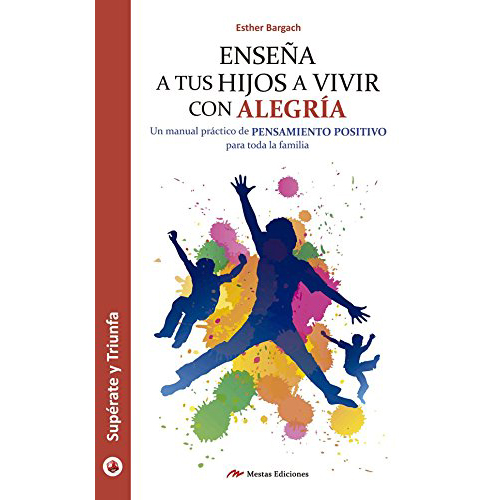 Esther Bargach
ENSEÑA
A TUS HIJOS A VIVIR
CON ALEGRÍA
Un manual práctico de PENSAMIENTO POSITIVO
para toda la familia
Supérate y Triunfa
Mestas Ediciones